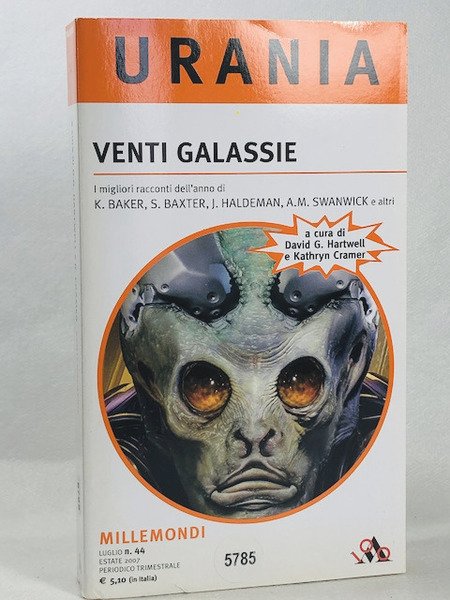 URANIA
VENTI GALASSIE
I migliori racconti dell'anno di
K. BAKER, S. BAXTER, J. HALDEMAN, A.M. SWANWICK e altri
a cura di
David G. Hartwell
e Kathryn Cramer
MILLEMONDI
LUGLIO n. 44
ESTATE 2007
PERIODICO TRIMESTRALE
€ 5,10 (in Italia)
5785